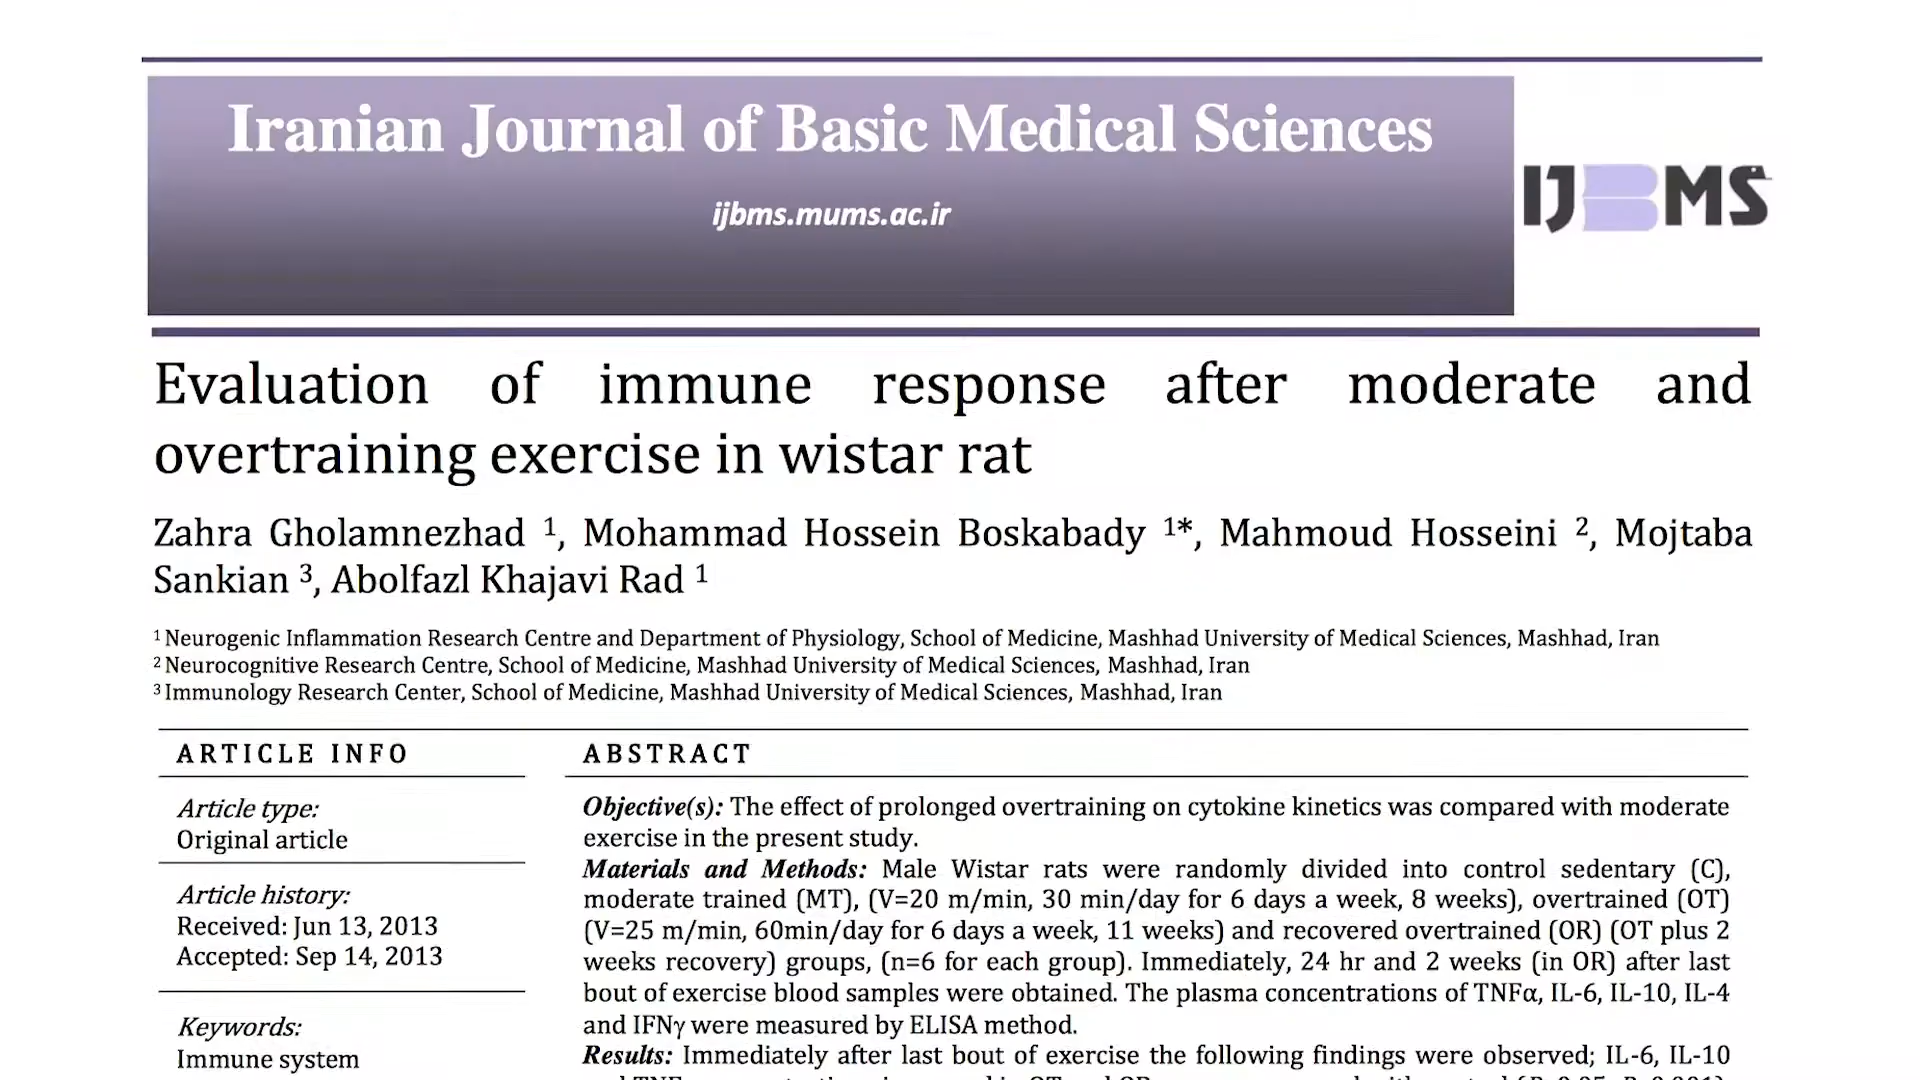 Iranian Journal of Basic Medical Sciences
ijbms.mums.ac.ir
IJBMS
Evaluation of immune response after moderate and
overtraining exercise in wistar rat
Zahra Gholamnezhad 1, Mohammad Hossein Boskabady 1*, Mahmoud Hosseini 2, Mojtaba
Sankian 3, Abolfazl Khajavi Rad 1
1 Neurogenic Inflammation Research Centre and Department of Physiology, School of Medicine, Mashhad University of Medical Sciences, Mashhad, Iran
2 Neurocognitive Research Centre, School of Medicine, Mashhad University of Medical Sciences, Mashhad, Iran
3 Immunology Research Center, School of Medicine, Mashhad University of Medical Sciences, Mashhad, Iran
ARTICLE INFO
Article type:
Original article
Article history:
Received: Jun 13, 2013
Accepted: Sep 14, 2013
Keywords:
Immune system
ABSTRACT
Objective(s): The effect of prolonged overtraining on cytokine kinetics was compared with moderate
exercise in the present study.
Materials and Methods: Male Wistar rats were randomly divided into control sedentary (C),
moderate trained (MT), (V=20 m/min, 30 min/day for 6 days a week, 8 weeks), overtrained (OT)
(V=25 m/min, 60min/day for 6 days a week, 11 weeks) and recovered overtrained (OR) (OT plus 2
weeks recovery) groups, (n=6 for each group). Immediately, 24 hr and 2 weeks (in OR) after last
bout of exercise blood samples were obtained. The plasma concentrations of TNFα, IL-6, IL-10, IL-4
and IFNγ were measured by ELISA method.
Results: Immediately after last bout of exercise the following findings were observed; IL-6, IL-10